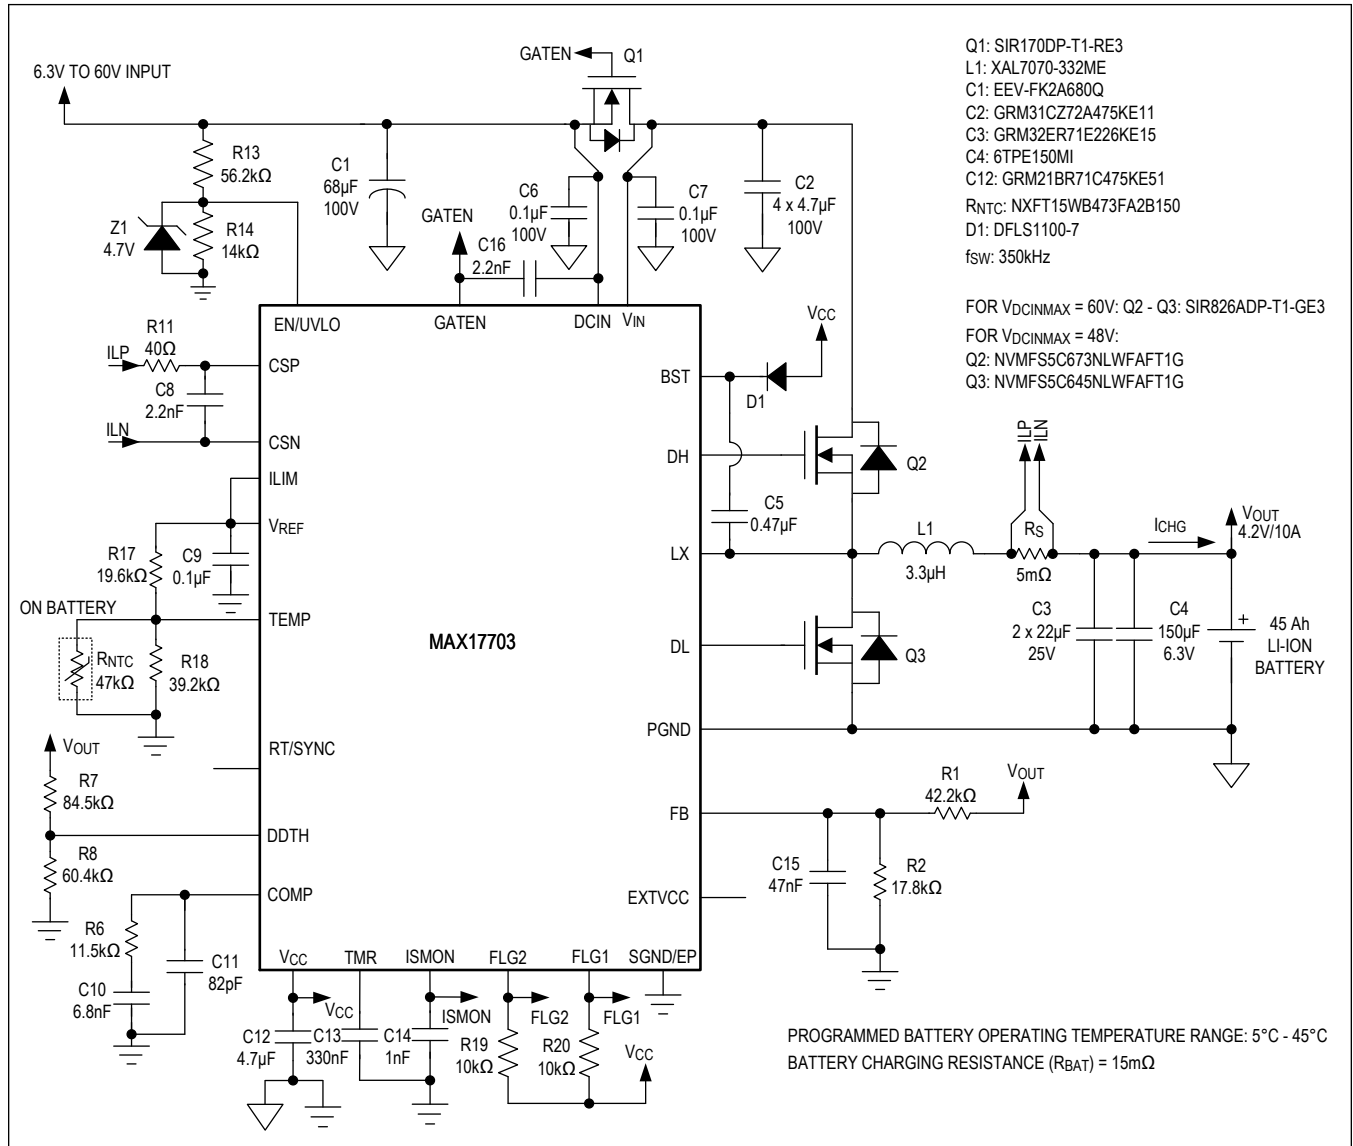 GATEN
Q1
6.3V TO 60V INPUT
Q1: SIR170DP-T1-RE3
L1: XAL7070-332ME
C1: EEV-FK2A680Q
C2: GRM31CZ72A475KE11
C3: GRM32ER71E226KE15
C4: 6TPE150MI
C12: GRM21BR71C475KE51
RNTC: NXFT15WB473FA2B150
D1: DFLS1100-7
fSW: 350kHz
FOR VDCINMAX = 60V: Q2 - Q3: SIR826ADP-T1-GE3
FOR VDCINMAX = 48V:
Q2: NVMFS5C673NLWFAFT1G
Q3: NVMFS5C645NLWFAFT1G
R13
56.2kΩ
C1
68µF
100V
C6
0.1µF
100V
C7
0.1µF
100V
C2
4 x 4.7µF
100V
Z1
4.7V
R14
14kΩ
GATEN
C16
2.2nF
EN/UVLO
GATEN
DCIN
VIN
R11
40Ω
ILP
CSP
C8
2.2nF
ILN
CSN
ILIM
VREF
R17
19.6kΩ
C9
0.1µF
ON BATTERY
TEMP
RNTC
47kΩ
R18
39.2kΩ
RT/SYNC
VOUT
R7
84.5kΩ
DDTH
R8
60.4kΩ
COMP
R6
11.5kΩ
C11
82pF
C10
6.8nF
MAX17703
VCC
BST
D1
DH
Q2
C5
0.47µF
LX
L1
3.3µH
ILP
ILN
RS
5mΩ
ICHG
VOUT
4.2V/10A
DL
Q3
C3
2 x 22µF
25V
C4
150µF
6.3V
+
45 Ah
LI-ION
BATTERY
PGND
FB
R1
42.2kΩ
VOUT
C15
47nF
R2
17.8kΩ
EXTVCC
VCC
TMR
ISMON
FLG2
FLG1
SGND/EP
VCC
ISMON
FLG2
FLG1
C12
4.7µF
C13
330nF
C14
1nF
R19
10kΩ
R20
10kΩ
VCC
PROGRAMMED BATTERY OPERATING TEMPERATURE RANGE: 5°C - 45°C
BATTERY CHARGING RESISTANCE (RBAT) = 15mΩ